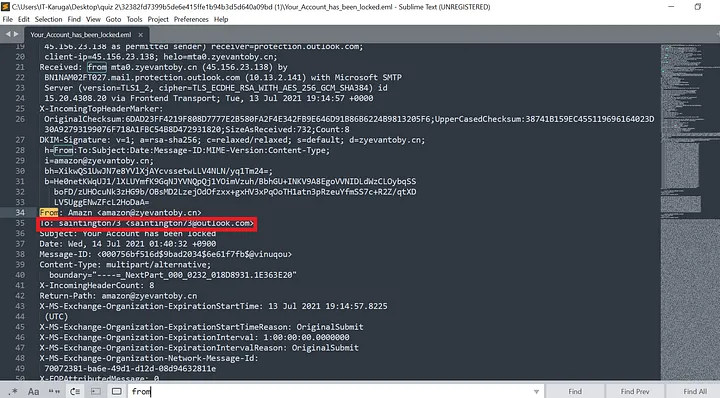 C:\Users\IT-Karuga\Desktop\quiz 2\32382fd7399b5de6e415ffe1b94b3d5d640a09bd (1)\Your_Account_has_been_locked.eml - Sublime Text (UNREGISTERED)
File Edit Selection Find View Goto Tools Project Preferences Help
Your_Account_has_been_locked.eml
19 45.156.23.138 as permitted sender) receiver=protection.outlook.com;
20 client-ip=45.156.23.138; helo=mta0.zyevantoby.cn;
21 Received: from mta0.zyevantoby.cn (45.156.23.138) by
22 BN1NAM02FT027.mail.protection.outlook.com (10.13.2.141) with Microsoft SMTP
23 Server (version=TLS1_2, cipher=TLS_ECDHE_RSA_WITH_AES_256_GCM_SHA384) id
24 15.20.4308.20 via Frontend Transport; Tue, 13 Jul 2021 19:14:57 +0000
25 X-IncomingTopHeaderMarker:
26 OriginalChecksum:6DAD23FF4219F808D7777E2B580FA2F4E342FB9E646D91B86B6224B9813205F6;UpperCasedChecksum:38741B159EC455119696164023D
30A92793199076F718A1FBC54B8D472931820;SizeAsReceived:732;Count:8
27 DKIM-Signature: v=1; a=rsa-sha256; c=relaxed/relaxed; s=default; d=zyevantoby.cn;
28 h=From:To:Subject:Date:Message-ID:MIME-Version:Content-Type;
29 i=amazon@zyevantoby.cn;
30 bh=XikwQS1UwJN7e8YVlXjAYcvssetwLLV4NLN/yq1Tm24=;
31 b=He0netKWqUJ1/lXLUYmfK9GqNJYVNQpQj1YOimVzuh/BbhGU+INKV9A8EgoVVNIDLdWzCLOybqSS
32 boFD/zUHOcuNk3zHG9b/OBsMD2LzejOdOfzxx+gxHV3xPqOoTH1atn3pRzeuYfmSS7c+R2Z/qtXD
33 LV5UggENwZFcL2HoDaA=
34 From: Amazn <amazon@zyevantoby.cn>
35 To: saintington73 <saintington73@outlook.com>
36 Subject: Your Account has been locked
37 Date: Wed, 14 Jul 2021 01:40:32 +0900
38 Message-ID: <000756bf516d$9bad2034$6e61f7fb$@vinuqou>
39 Content-Type: multipart/alternative;
40 boundary="----=_NextPart_000_0232_018D8931.1E363E20"
41 X-IncomingHeaderCount: 8
42 Return-Path: amazon@zyevantoby.cn
43 X-MS-Exchange-Organization-ExpirationStartTime: 13 Jul 2021 19:14:57.8225
44 (UTC)
45 X-MS-Exchange-Organization-ExpirationStartTimeReason: OriginalSubmit
46 X-MS-Exchange-Organization-ExpirationInterval: 1:00:00:00.0000000
47 X-MS-Exchange-Organization-ExpirationIntervalReason: OriginalSubmit
48 X-MS-Exchange-Organization-Network-Message-Id:
49 70072381-ba6e-49d1-d12d-08d94632811e
50 X-EOPAttributedMessage: 0
from
Find
Find Prev
Find All